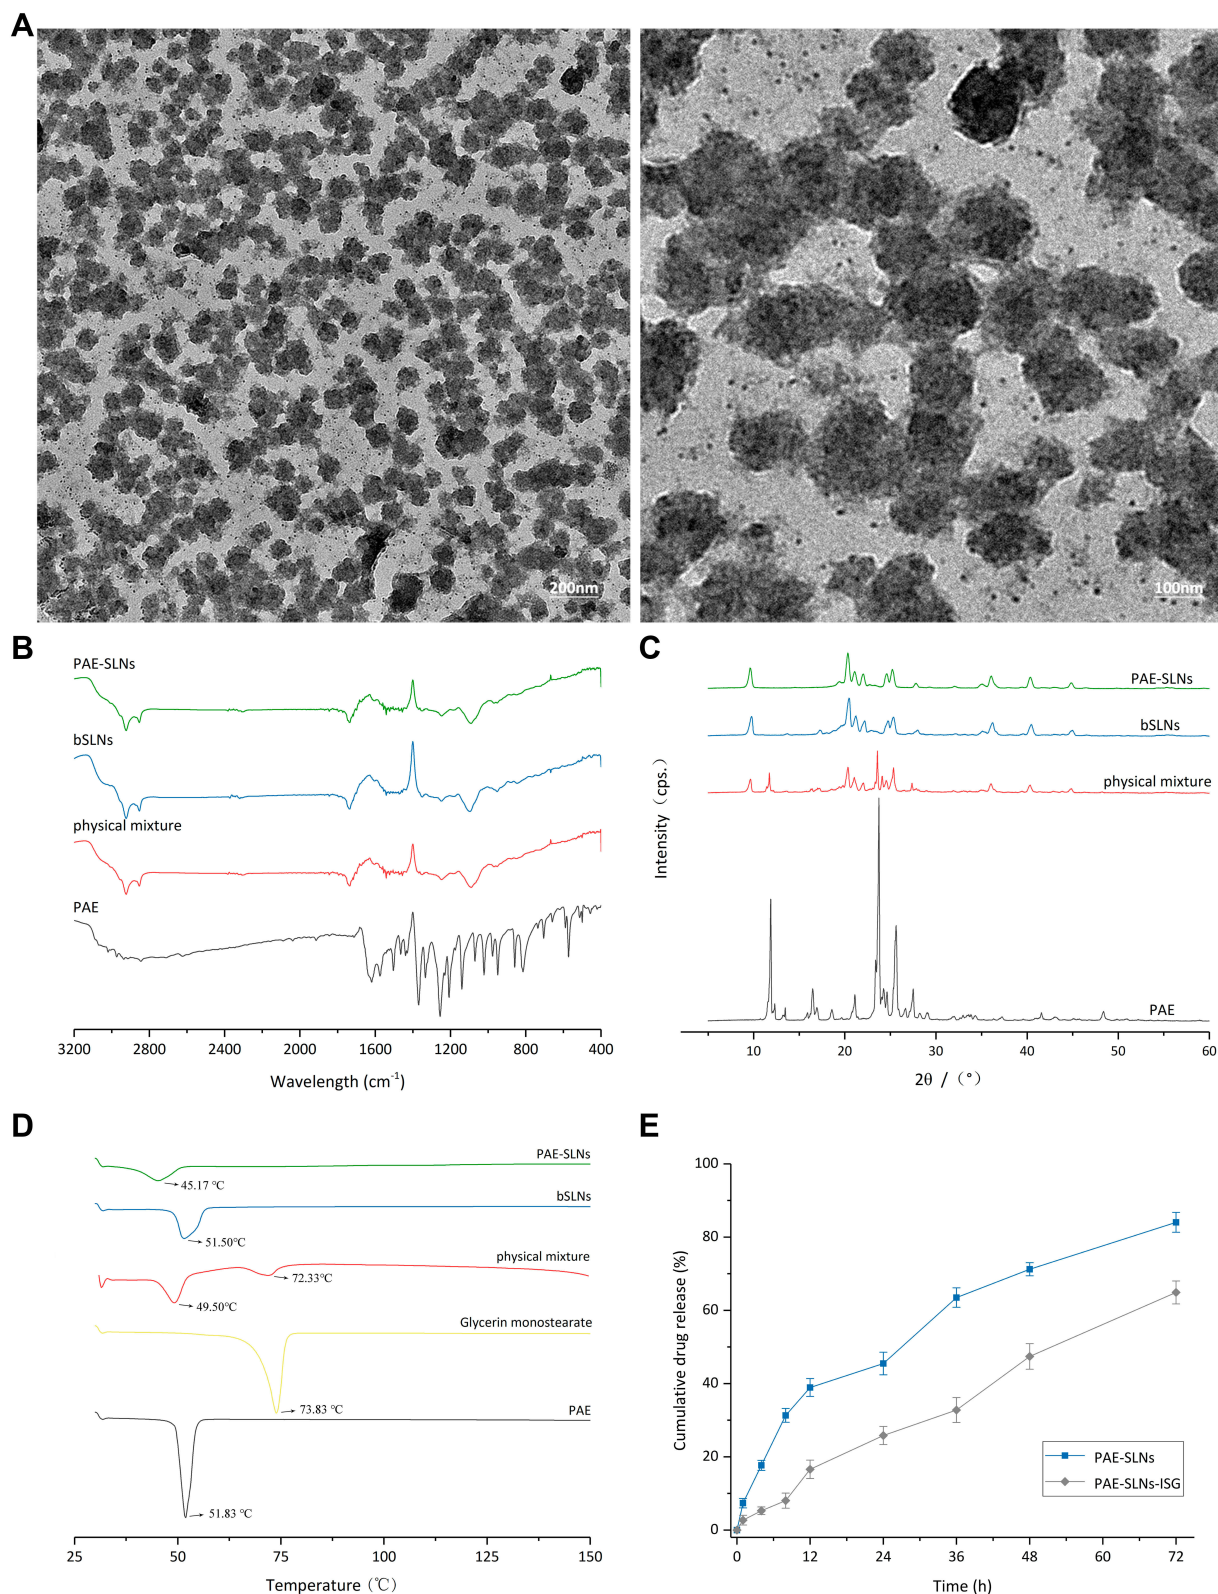 A
200nm
100nm
B
PAE-SLNs
bSLNs
physical mixture
PAE
3200 2800 2000 1600 1200 800 400
Wavelength (cm⁻¹)
C
PAE-SLNs
bSLNs
physical mixture
PAE
Intensity（cps.）
10 20 30 40 50 60
2θ /（°）
D
PAE-SLNs
45.17 ℃
bSLNs
51.50℃
physical mixture
72.33℃
49.50℃
Glycerin monostearate
73.83 ℃
PAE
51.83 ℃
25 50 75 100 125 150
Temperature（℃）
E
100
80
60
40
20
0
Cumulative drug release (%)
PAE-SLNs
PAE-SLNs-ISG
0 12 24 36 48 60 72
Time (h)